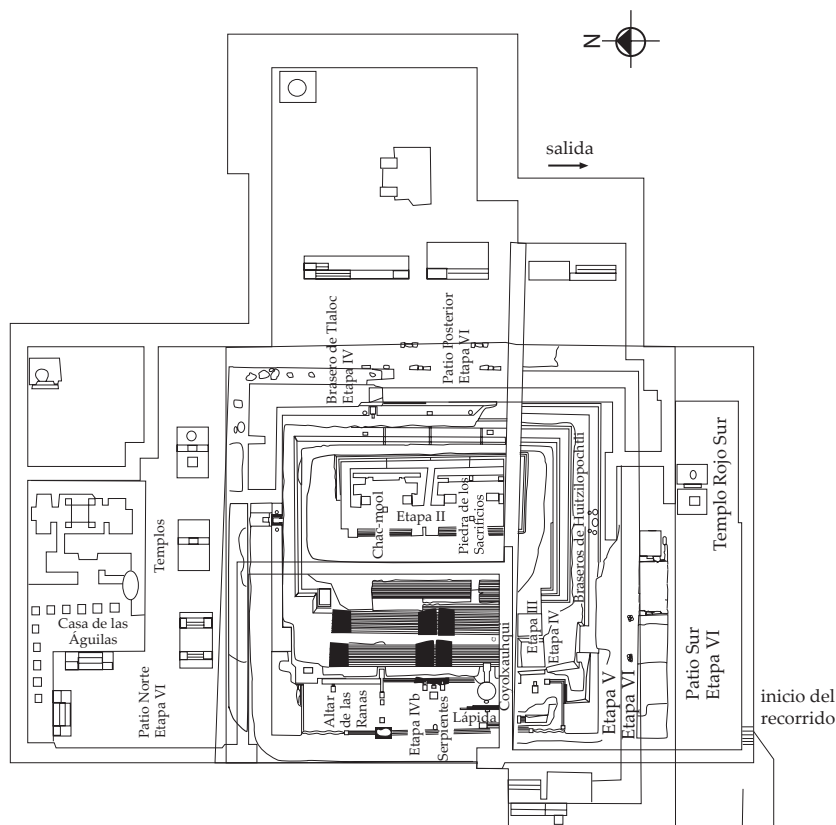 N
salida
Brasero de Tlaloc
Etapa IV
Patio Posterior
Etapa VI
Templo Rojo Sur
Braseros de Huitzilopochtli
Chac-mool
Etapa II
Piedra de los
Sacrificios
Templos
Casa de las
Águilas
Patio Norte
Etapa VI
Altar
de las
Ranas
Etapa IVb
Serpientes
Lápida
Coyolxauhqui
Etapa III
Etapa IV
Etapa V
Etapa VI
Patio Sur
Etapa VI
inicio del
recorrido